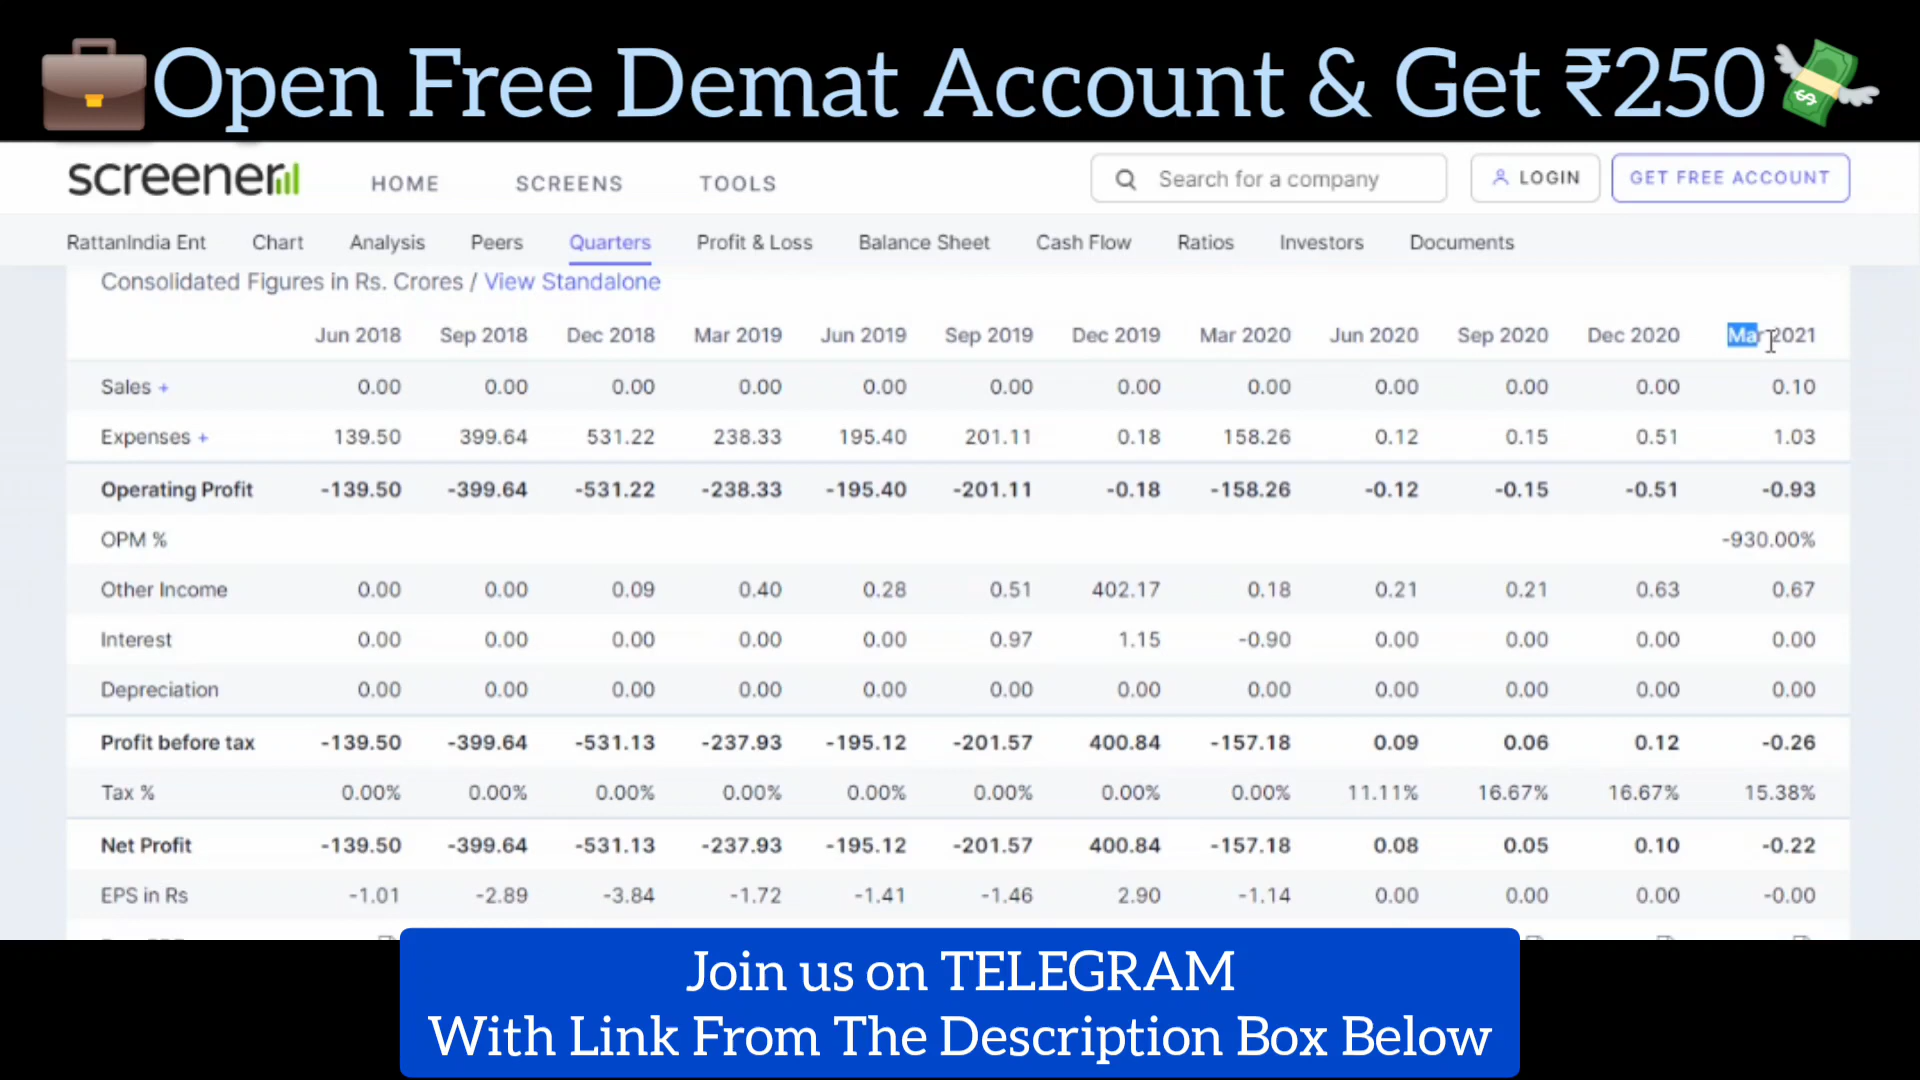 Open Free Demat Account & Get ₹250
screener HOME SCREENS TOOLS Search for a company LOGIN GET FREE ACCOUNT
RattanIndia Ent Chart Analysis Peers Quarters Profit & Loss Balance Sheet Cash Flow Ratios Investors Documents
Consolidated Figures in Rs. Crores / View Standalone
Jun 2018 Sep 2018 Dec 2018 Mar 2019 Jun 2019 Sep 2019 Dec 2019 Mar 2020 Jun 2020 Sep 2020 Dec 2020 Mar 2021
Sales + 0.00 0.00 0.00 0.00 0.00 0.00 0.00 0.00 0.00 0.00 0.00 0.10
Expenses + 139.50 399.64 531.22 238.33 195.40 201.11 0.18 158.26 0.12 0.15 0.51 1.03
Operating Profit -139.50 -399.64 -531.22 -238.33 -195.40 -201.11 -0.18 -158.26 -0.12 -0.15 -0.51 -0.93
OPM % -930.00%
Other Income 0.00 0.00 0.09 0.40 0.28 0.51 402.17 0.18 0.21 0.21 0.63 0.67
Interest 0.00 0.00 0.00 0.00 0.00 0.97 1.15 -0.90 0.00 0.00 0.00 0.00
Depreciation 0.00 0.00 0.00 0.00 0.00 0.00 0.00 0.00 0.00 0.00 0.00 0.00
Profit before tax -139.50 -399.64 -531.13 -237.93 -195.12 -201.57 400.84 -157.18 0.09 0.06 0.12 -0.26
Tax % 0.00% 0.00% 0.00% 0.00% 0.00% 0.00% 0.00% 0.00% 11.11% 16.67% 16.67% 15.38%
Net Profit -139.50 -399.64 -531.13 -237.93 -195.12 -201.57 400.84 -157.18 0.08 0.05 0.10 -0.22
EPS in Rs -1.01 -2.89 -3.84 -1.72 -1.41 -1.46 2.90 -1.14 0.00 0.00 0.00 -0.00
Join us on TELEGRAM
With Link From The Description Box Below